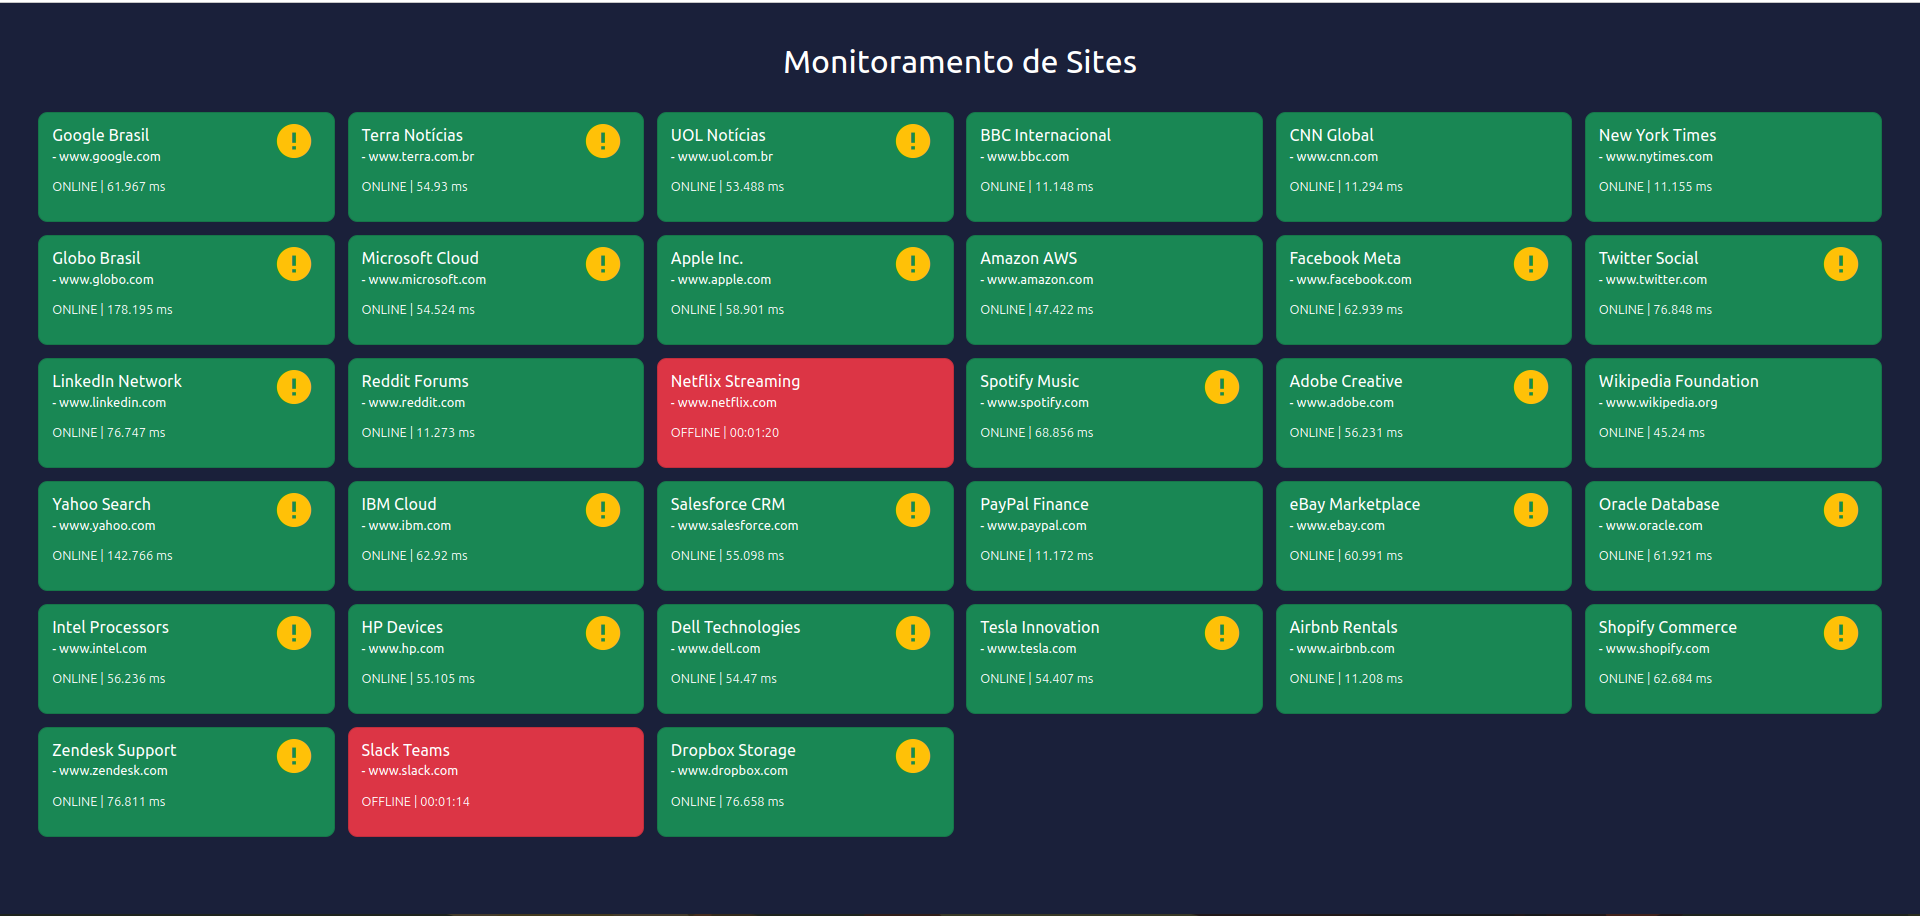 Monitoramento de Sites
Google Brasil
- www.google.com
ONLINE | 61.967 ms
Terra Notícias
- www.terra.com.br
ONLINE | 54.93 ms
UOL Notícias
- www.uol.com.br
ONLINE | 53.488 ms
BBC Internacional
- www.bbc.com
ONLINE | 11.148 ms
CNN Global
- www.cnn.com
ONLINE | 11.294 ms
New York Times
- www.nytimes.com
ONLINE | 11.155 ms
Globo Brasil
- www.globo.com
ONLINE | 178.195 ms
Microsoft Cloud
- www.microsoft.com
ONLINE | 54.524 ms
Apple Inc.
- www.apple.com
ONLINE | 58.901 ms
Amazon AWS
- www.amazon.com
ONLINE | 47.422 ms
Facebook Meta
- www.facebook.com
ONLINE | 62.939 ms
Twitter Social
- www.twitter.com
ONLINE | 76.848 ms
LinkedIn Network
- www.linkedin.com
ONLINE | 76.747 ms
Reddit Forums
- www.reddit.com
ONLINE | 11.273 ms
Netflix Streaming
- www.netflix.com
OFFLINE | 00:01:20
Spotify Music
- www.spotify.com
ONLINE | 68.856 ms
Adobe Creative
- www.adobe.com
ONLINE | 56.231 ms
Wikipedia Foundation
- www.wikipedia.org
ONLINE | 45.24 ms
Yahoo Search
- www.yahoo.com
ONLINE | 142.766 ms
IBM Cloud
- www.ibm.com
ONLINE | 62.92 ms
Salesforce CRM
- www.salesforce.com
ONLINE | 55.098 ms
PayPal Finance
- www.paypal.com
ONLINE | 11.172 ms
eBay Marketplace
- www.ebay.com
ONLINE | 60.991 ms
Oracle Database
- www.oracle.com
ONLINE | 61.921 ms
Intel Processors
- www.intel.com
ONLINE | 56.236 ms
HP Devices
- www.hp.com
ONLINE | 55.105 ms
Dell Technologies
- www.dell.com
ONLINE | 54.47 ms
Tesla Innovation
- www.tesla.com
ONLINE | 54.407 ms
Airbnb Rentals
- www.airbnb.com
ONLINE | 11.208 ms
Shopify Commerce
- www.shopify.com
ONLINE | 62.684 ms
Zendesk Support
- www.zendesk.com
ONLINE | 76.811 ms
Slack Teams
- www.slack.com
OFFLINE | 00:01:14
Dropbox Storage
- www.dropbox.com
ONLINE | 76.658 ms